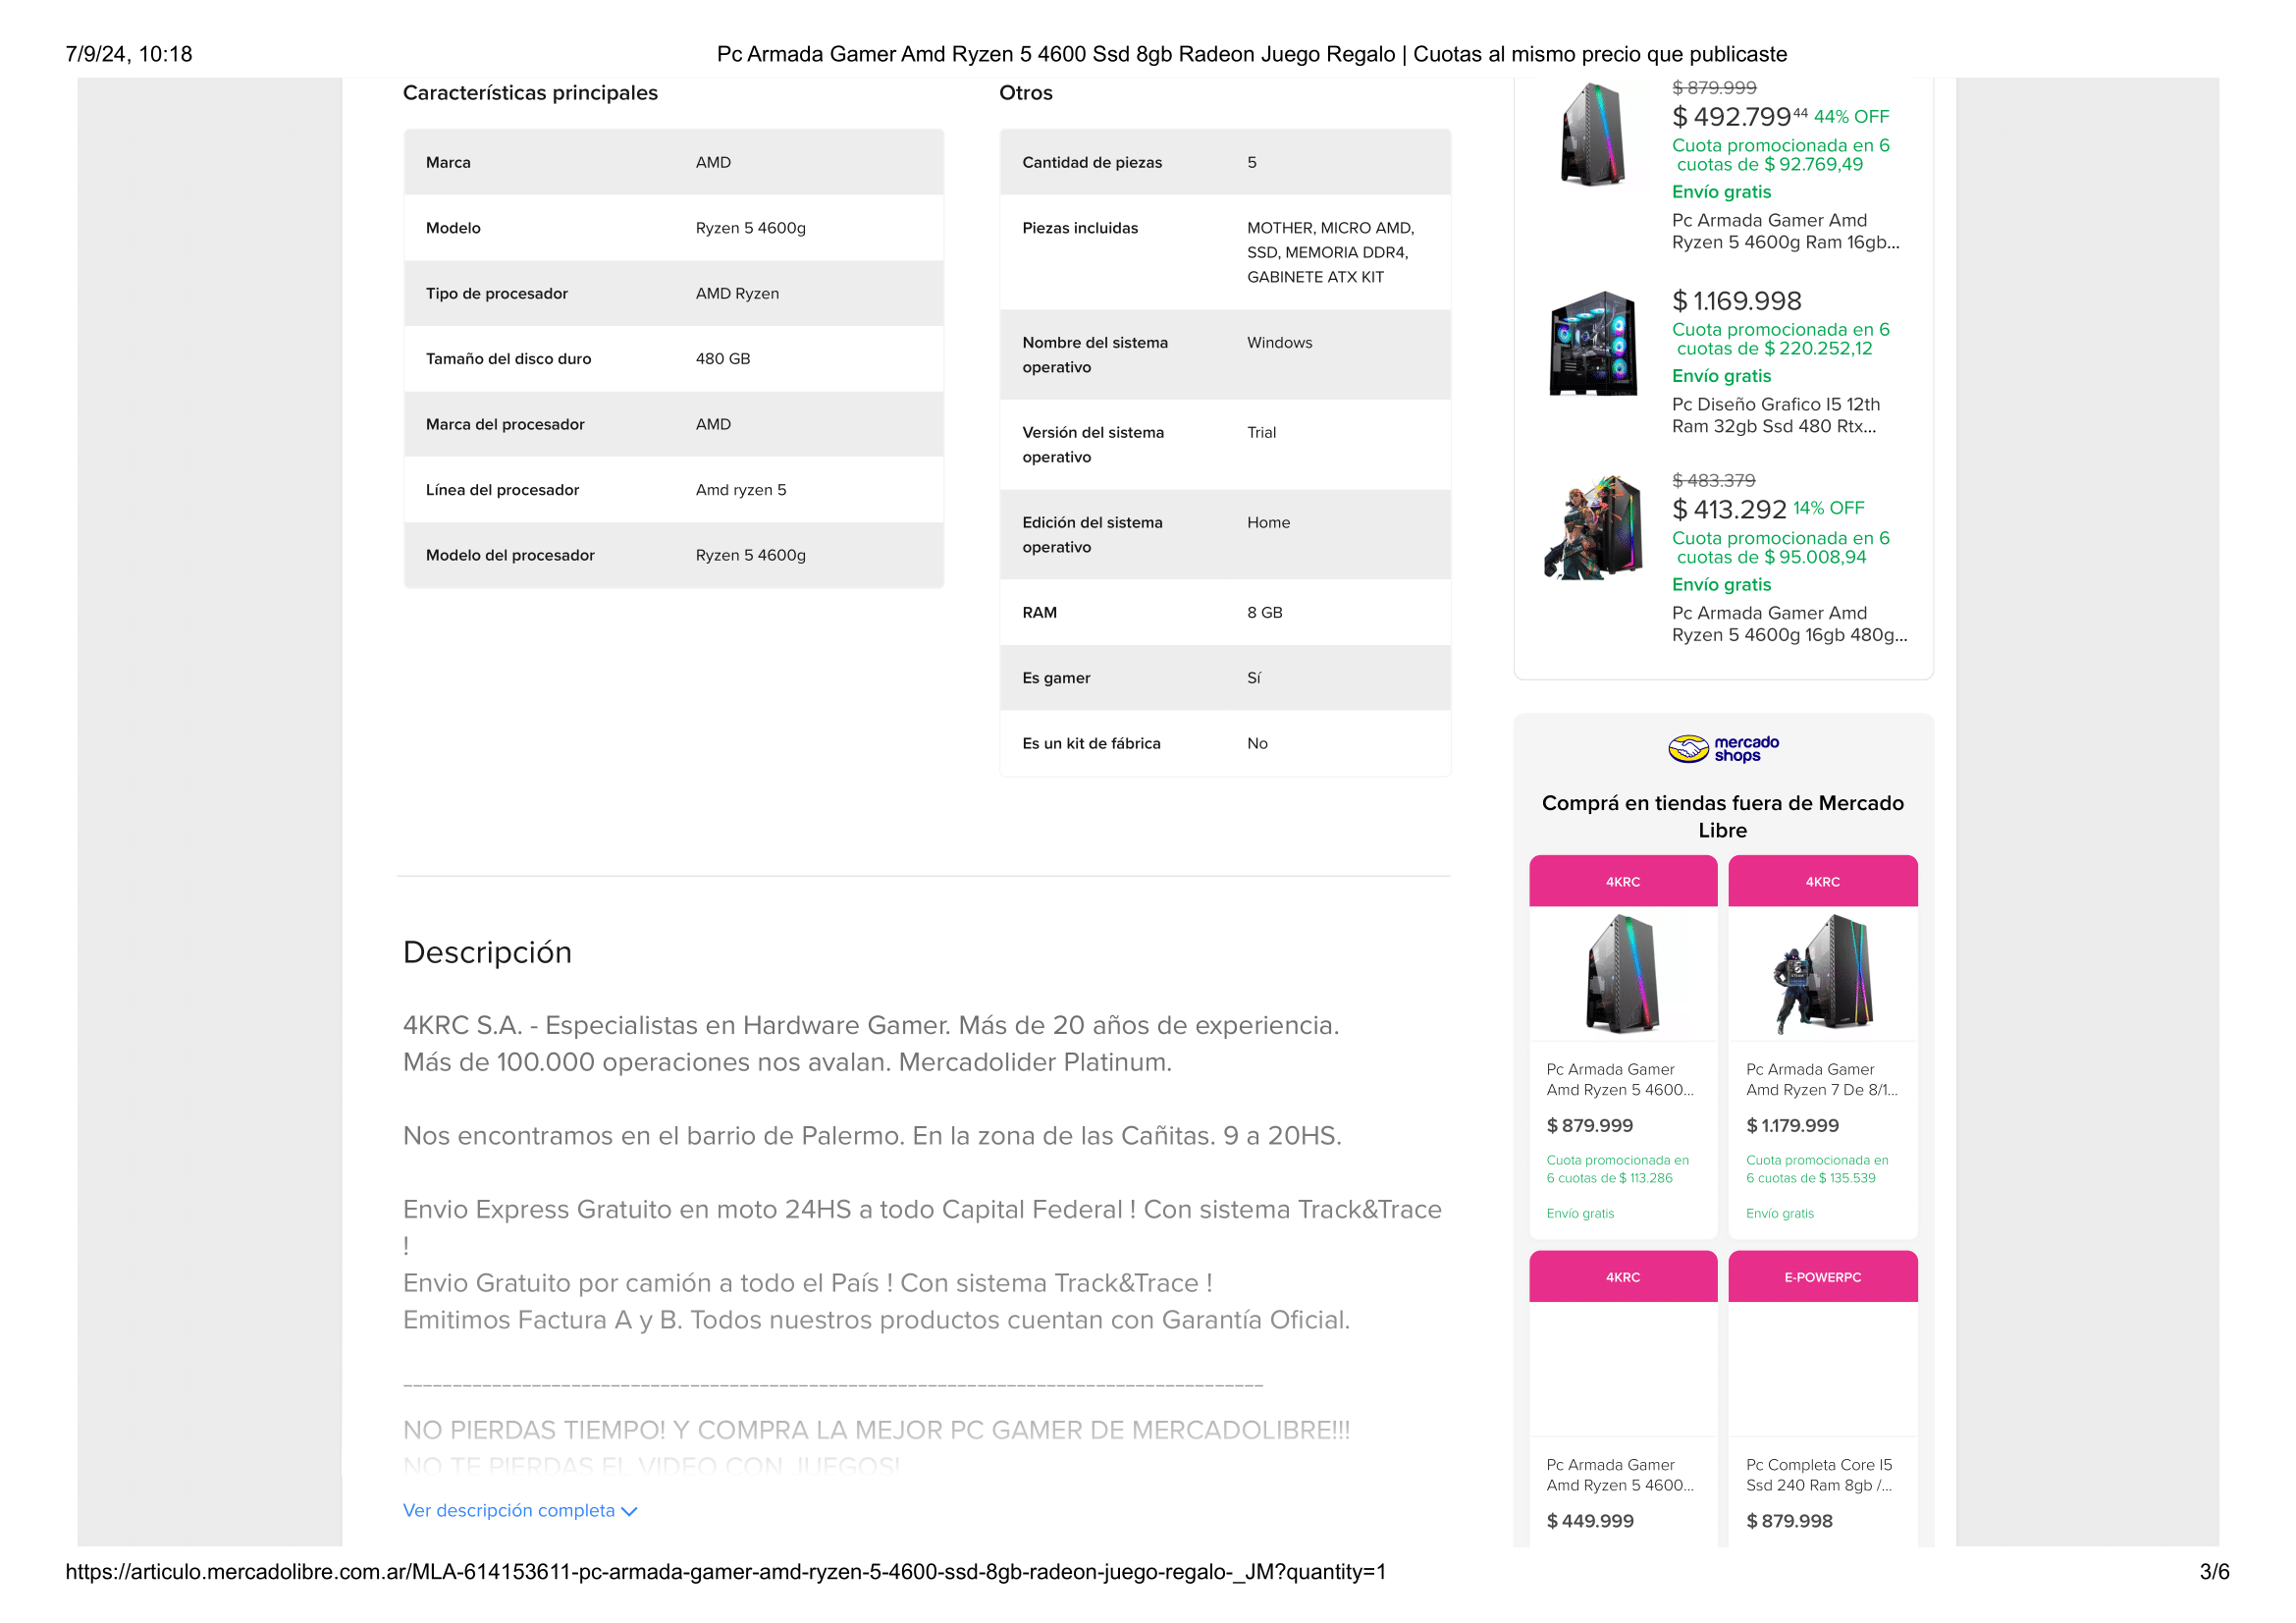 7/9/24, 10:18
Pc Armada Gamer Amd Ryzen 5 4600 Ssd 8gb Radeon Juego Regalo | Cuotas al mismo precio que publicaste
Características principales
Marca AMD
Modelo Ryzen 5 4600g
Tipo de procesador AMD Ryzen
Tamaño del disco duro 480 GB
Marca del procesador AMD
Línea del procesador Amd ryzen 5
Modelo del procesador Ryzen 5 4600g
Otros
Cantidad de piezas 5
Piezas incluidas MOTHER, MICRO AMD,
SSD, MEMORIA DDR4,
GABINETE ATX KIT
Nombre del sistema Windows
operativo
Versión del sistema Trial
operativo
Edición del sistema Home
operativo
RAM 8 GB
Es gamer Sí
Es un kit de fábrica No
Descripción
4KRC S.A. - Especialistas en Hardware Gamer. Más de 20 años de experiencia.
Más de 100.000 operaciones nos avalan. Mercadolider Platinum.
Nos encontramos en el barrio de Palermo. En la zona de las Cañitas. 9 a 20HS.
Envio Express Gratuito en moto 24HS a todo Capital Federal ! Con sistema Track&Trace
!
Envio Gratuito por camión a todo el País ! Con sistema Track&Trace !
Emitimos Factura A y B. Todos nuestros productos cuentan con Garantía Oficial.
---------------------------------------------------------------------------------------
NO PIERDAS TIEMPO! Y COMPRA LA MEJOR PC GAMER DE MERCADOLIBRE!!!
NO TE PIERDAS EL VIDEO CON JUEGOS!
Ver descripción completa
$ 879.999
$ 492.799 44 44% OFF
Cuota promocionada en 6
cuotas de $ 92.769,49
Envío gratis
Pc Armada Gamer Amd
Ryzen 5 4600g Ram 16gb...
$ 1.169.998
Cuota promocionada en 6
cuotas de $ 220.252,12
Envío gratis
Pc Diseño Grafico I5 12th
Ram 32gb Ssd 480 Rtx...
$ 483.379
$ 413.292 14% OFF
Cuota promocionada en 6
cuotas de $ 95.008,94
Envío gratis
Pc Armada Gamer Amd
Ryzen 5 4600g 16gb 480g...
mercado
shops
Comprá en tiendas fuera de Mercado
Libre
4KRC
Pc Armada Gamer
Amd Ryzen 5 4600...
$ 879.999
Cuota promocionada en
6 cuotas de $ 113.286
Envío gratis
4KRC
Pc Armada Gamer
Amd Ryzen 7 De 8/1...
$ 1.179.999
Cuota promocionada en
6 cuotas de $ 135.539
Envío gratis
4KRC
Pc Armada Gamer
Amd Ryzen 5 4600...
$ 449.999
E-POWERPC
Pc Completa Core I5
Ssd 240 Ram 8gb /...
$ 879.998
https://articulo.mercadolibre.com.ar/MLA-614153611-pc-armada-gamer-amd-ryzen-5-4600-ssd-8gb-radeon-juego-regalo-_JM?quantity=1
3/6